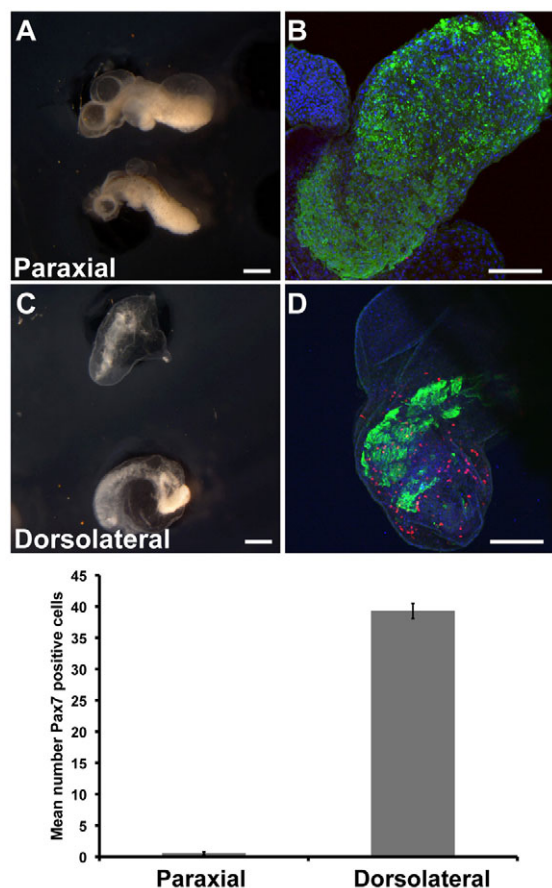 A
B
Paraxial
C
D
Dorsolateral
Mean number Pax7 positive cells
45
40
35
30
25
20
15
10
5
0
Paraxial
Dorsolateral